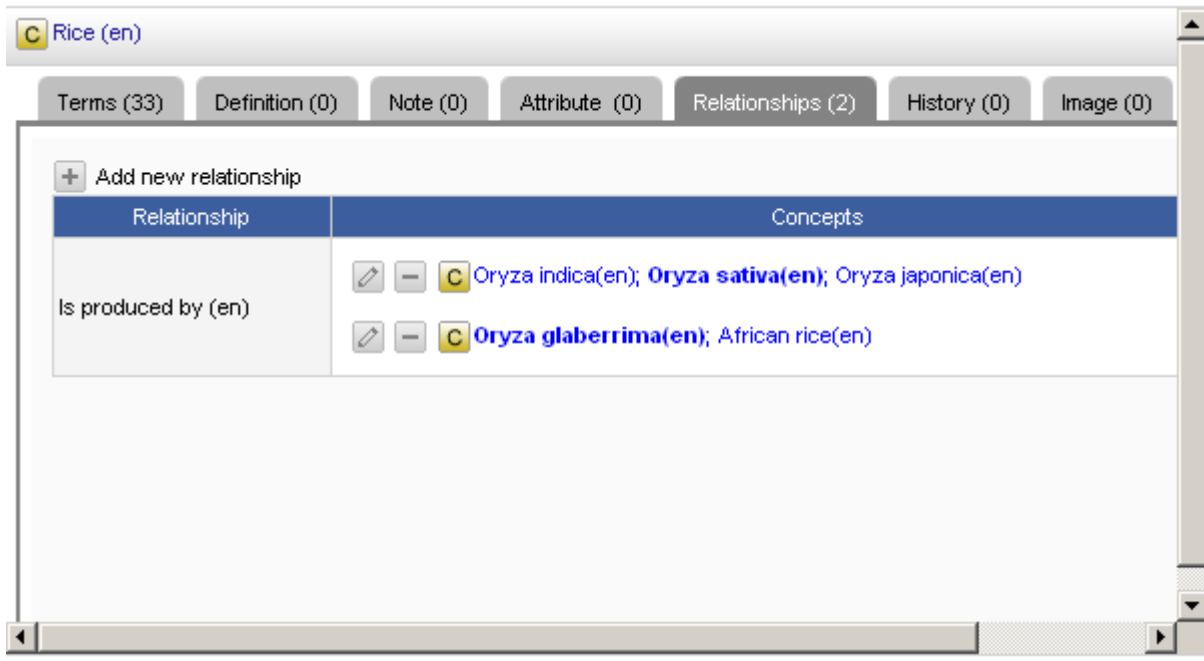 C Rice (en)
Terms (33) Definition (0) Note (0) Attribute (0) Relationships (2) History (0) Image (0)
+ Add new relationship
Relationship Concepts
Is produced by (en)
C Oryza indica(en); Oryza sativa(en); Oryza japonica(en)
C Oryza glaberrima(en); African rice(en)